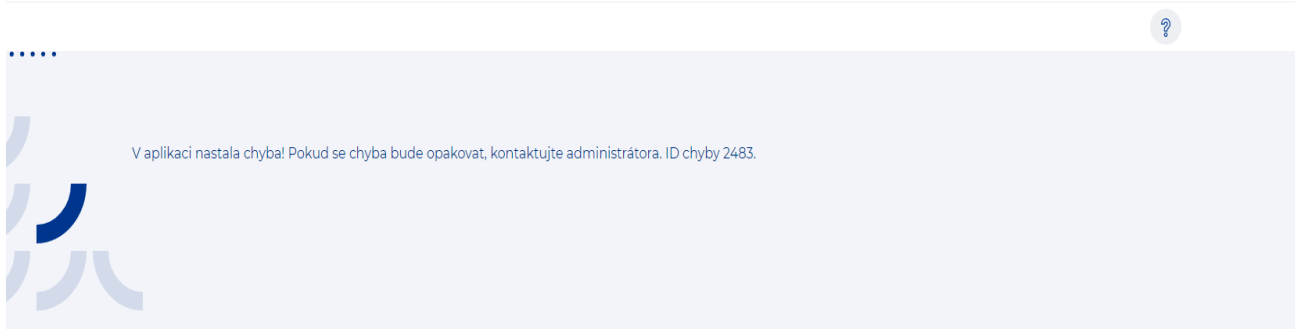 ?
V aplikaci nastala chyba! Pokud se chyba bude opakovat, kontaktujte administrátora. ID chyby 2483.